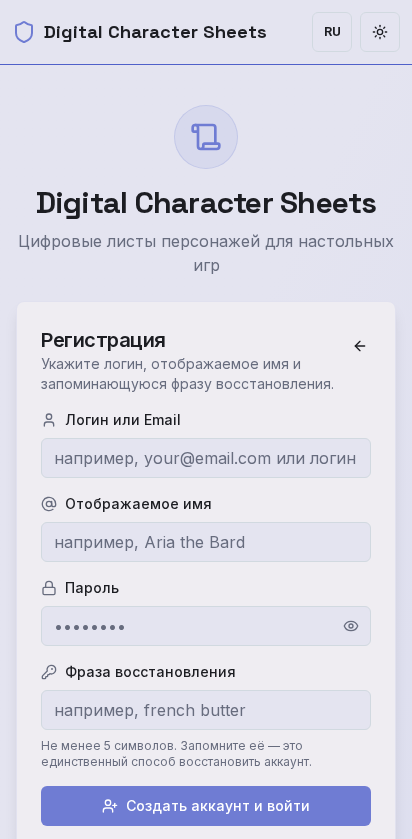 Digital Character Sheets
RU
Digital Character Sheets
Цифровые листы персонажей для настольных
игр
Регистрация
Укажите логин, отображаемое имя и
запоминающуюся фразу восстановления.
Логин или Email
например, your@email.com или логин
Отображаемое имя
например, Aria the Bard
Пароль
••••••••
Фраза восстановления
например, french butter
Не менее 5 символов. Запомните её — это
единственный способ восстановить аккаунт.
Создать аккаунт и войти